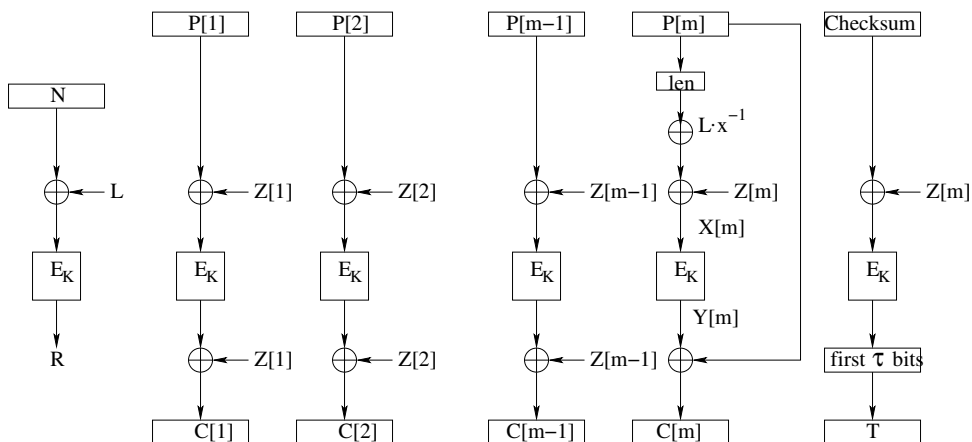 P[1] P[2] P[m−1] P[m] Checksum
len
N
L·x⁻¹
L Z[1] Z[2] Z[m−1] Z[m] Z[m]
X[m]
E_K E_K E_K E_K E_K E_K
Y[m]
R Z[1] Z[2] Z[m−1] first τ bits
C[1] C[2] C[m−1] C[m] T